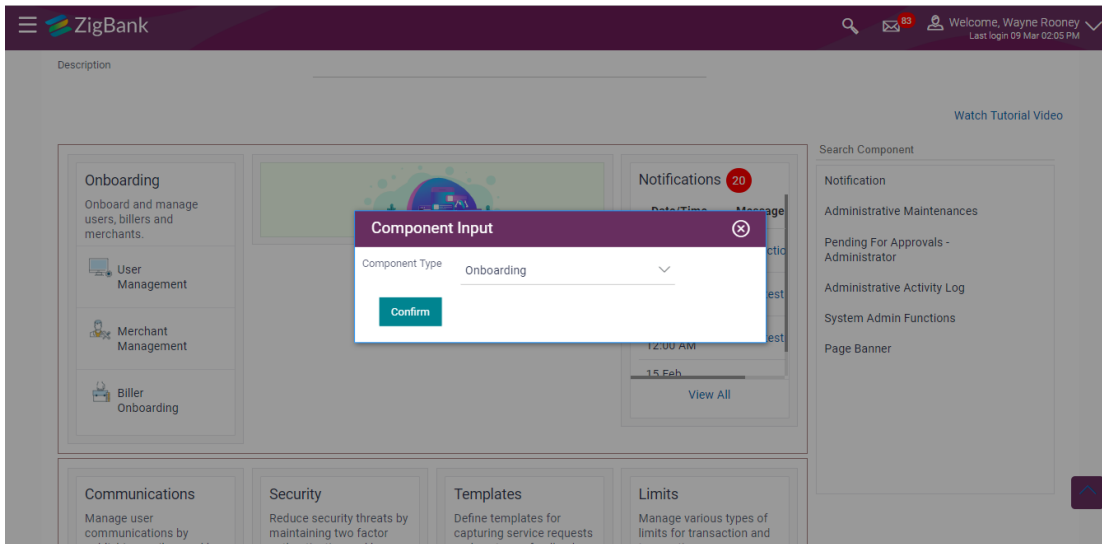 ZigBank
83
Welcome, Wayne Rooney
Last login 09 Mar 02:05 PM
Description
Watch Tutorial Video
Search Component
Notification
Administrative Maintenances
Pending For Approvals -
Administrator
Administrative Activity Log
System Admin Functions
Page Banner
Onboarding
Onboard and manage
users, billers and
merchants.
User
Management
Merchant
Management
Biller
Onboarding
Notifications 20
Date/Time
12:00 AM
15 Feb
View All
Component Input
Component Type
Onboarding
Confirm
Communications
Manage user
communications by
Security
Reduce security threats by
maintaining two factor
Templates
Define templates for
capturing service requests
Limits
Manage various types of
limits for transaction and